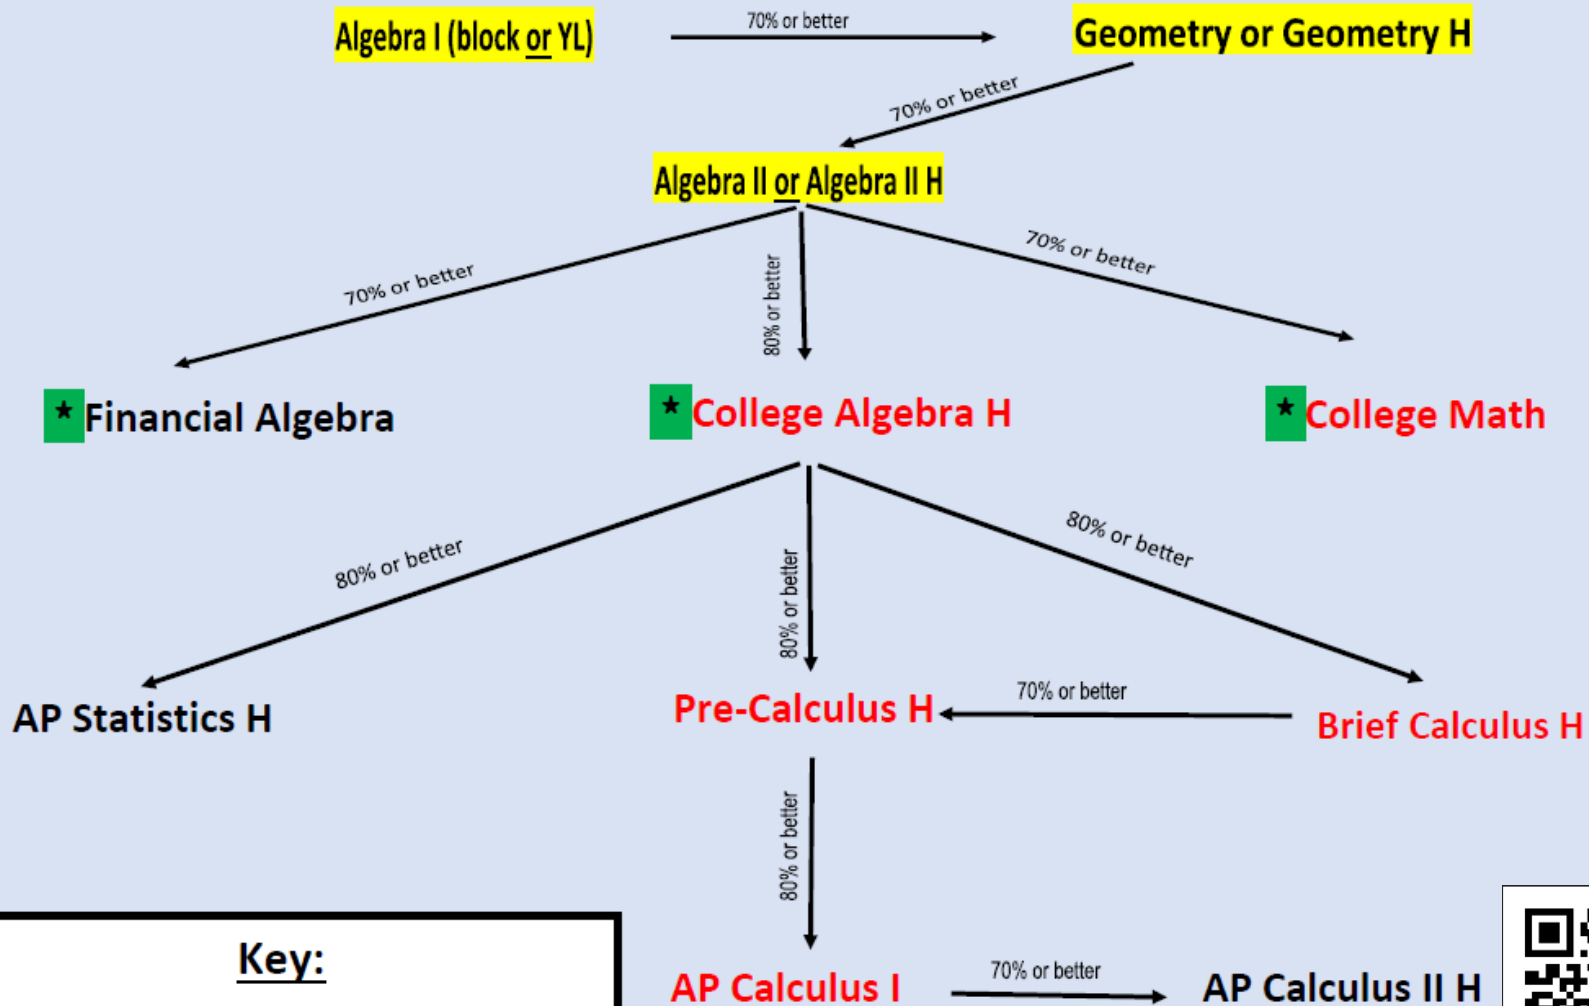 Algebra I (block or YL)
70% or better
Geometry or Geometry H
70% or better
Algebra II or Algebra II H
70% or better
80% or better
70% or better
*Financial Algebra
*College Algebra H
*College Math
80% or better
80% or better
80% or better
AP Statistics H
Pre-Calculus H
70% or better
Brief Calculus H
80% or better
Key:
AP Calculus I
70% or better
AP Calculus II H